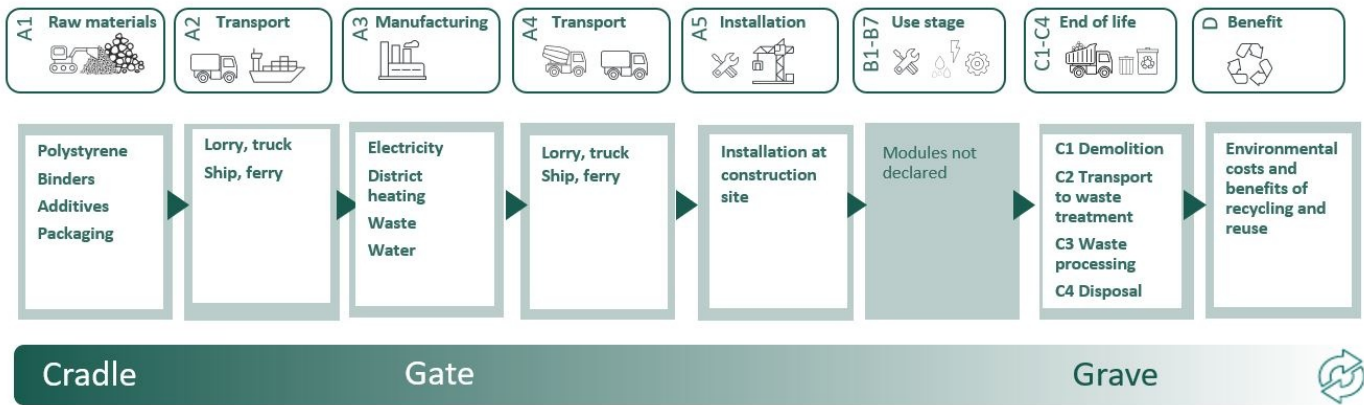 A1 Raw materials
A2 Transport
A3 Manufacturing
A4 Transport
A5 Installation
B1-B7 Use stage
C1-C4 End of life
D Benefit
Polystyrene
Binders
Additives
Packaging
Lorry, truck
Ship, ferry
Electricity
District
heating
Waste
Water
Lorry, truck
Ship, ferry
Installation at
construction
site
Modules not
declared
C1 Demolition
C2 Transport
to waste
treatment
C3 Waste
processing
C4 Disposal
Environmental
costs and
benefits of
recycling and
reuse
Cradle
Gate
Grave